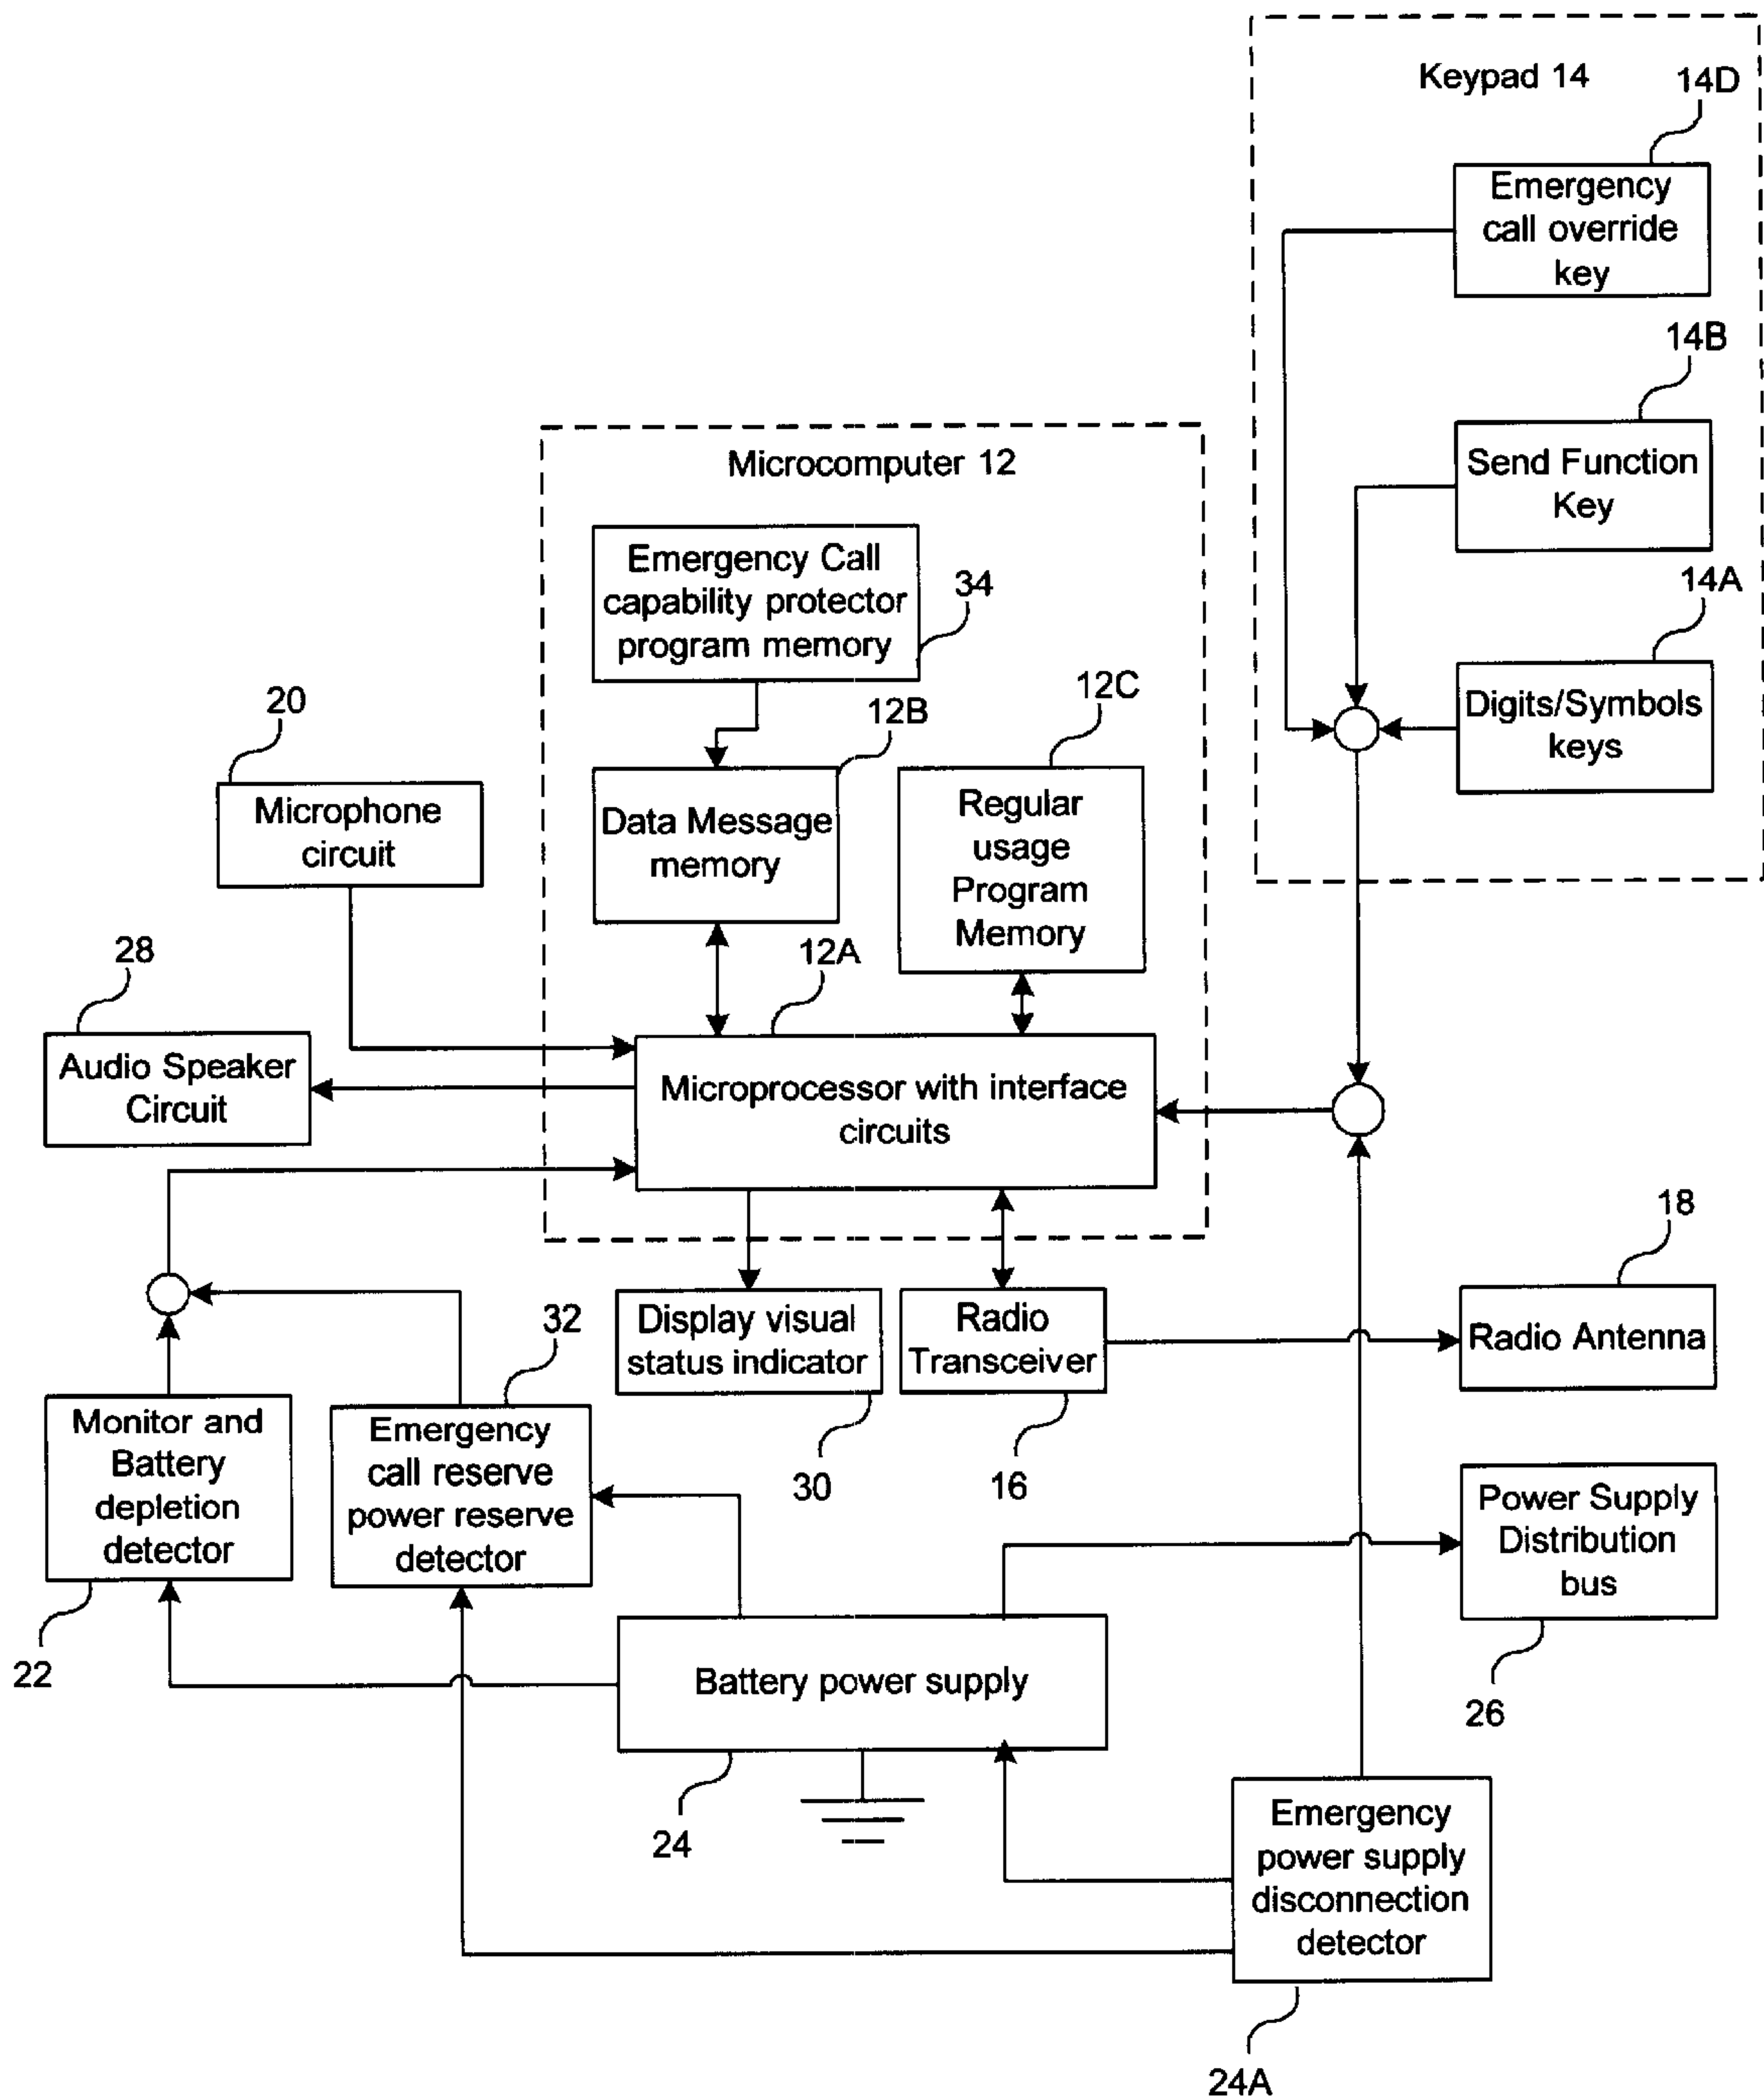 Keypad 14
14D
Emergency
call override
key
14B
Send Function
Key
14A
Digits/Symbols
keys
Microcomputer 12
Emergency Call
capability protector
program memory
34
12B
12C
Data Message
memory
Regular
usage
Program
Memory
20
Microphone
circuit
12A
28
Audio Speaker
Circuit
Microprocessor with interface
circuits
18
Radio Antenna
Display visual
status indicator
30
Radio
Transceiver
16
32
Monitor and
Battery
depletion
detector
22
Emergency
call reserve
power reserve
detector
Power Supply
Distribution
bus
26
Battery power supply
24
Emergency
power supply
disconnection
detector
24A